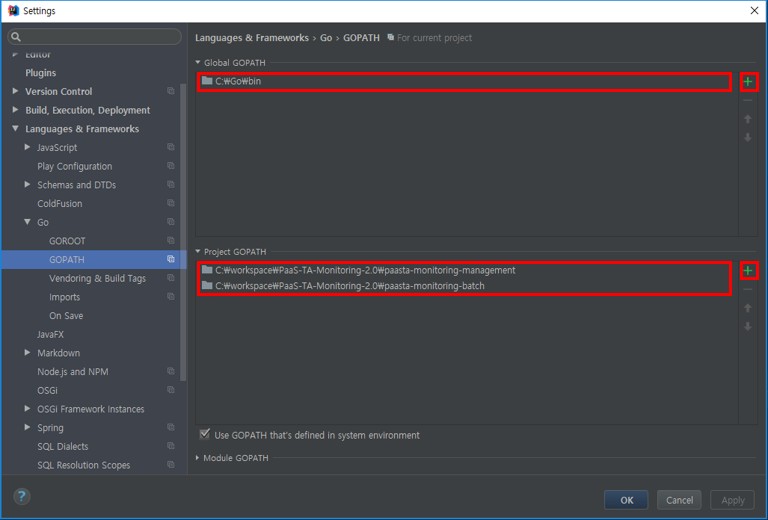 Settings
Languages & Frameworks › Go › GOPATH For current project
Editor
Plugins
Version Control
Build, Execution, Deployment
Languages & Frameworks
JavaScript
Play Configuration
Schemas and DTDs
ColdFusion
Go
GOROOT
GOPATH
Vendoring & Build Tags
Imports
On Save
JavaFX
Markdown
Node.js and NPM
OSGi
OSGi Framework Instances
Spring
SQL Dialects
SQL Resolution Scopes
Global GOPATH
C:₩Go₩bin
Project GOPATH
C:₩workspace₩PaaS-TA-Monitoring-2.0₩paasta-monitoring-management
C:₩workspace₩PaaS-TA-Monitoring-2.0₩paasta-monitoring-batch
Use GOPATH that's defined in system environment
Module GOPATH
?
OK
Cancel
Apply